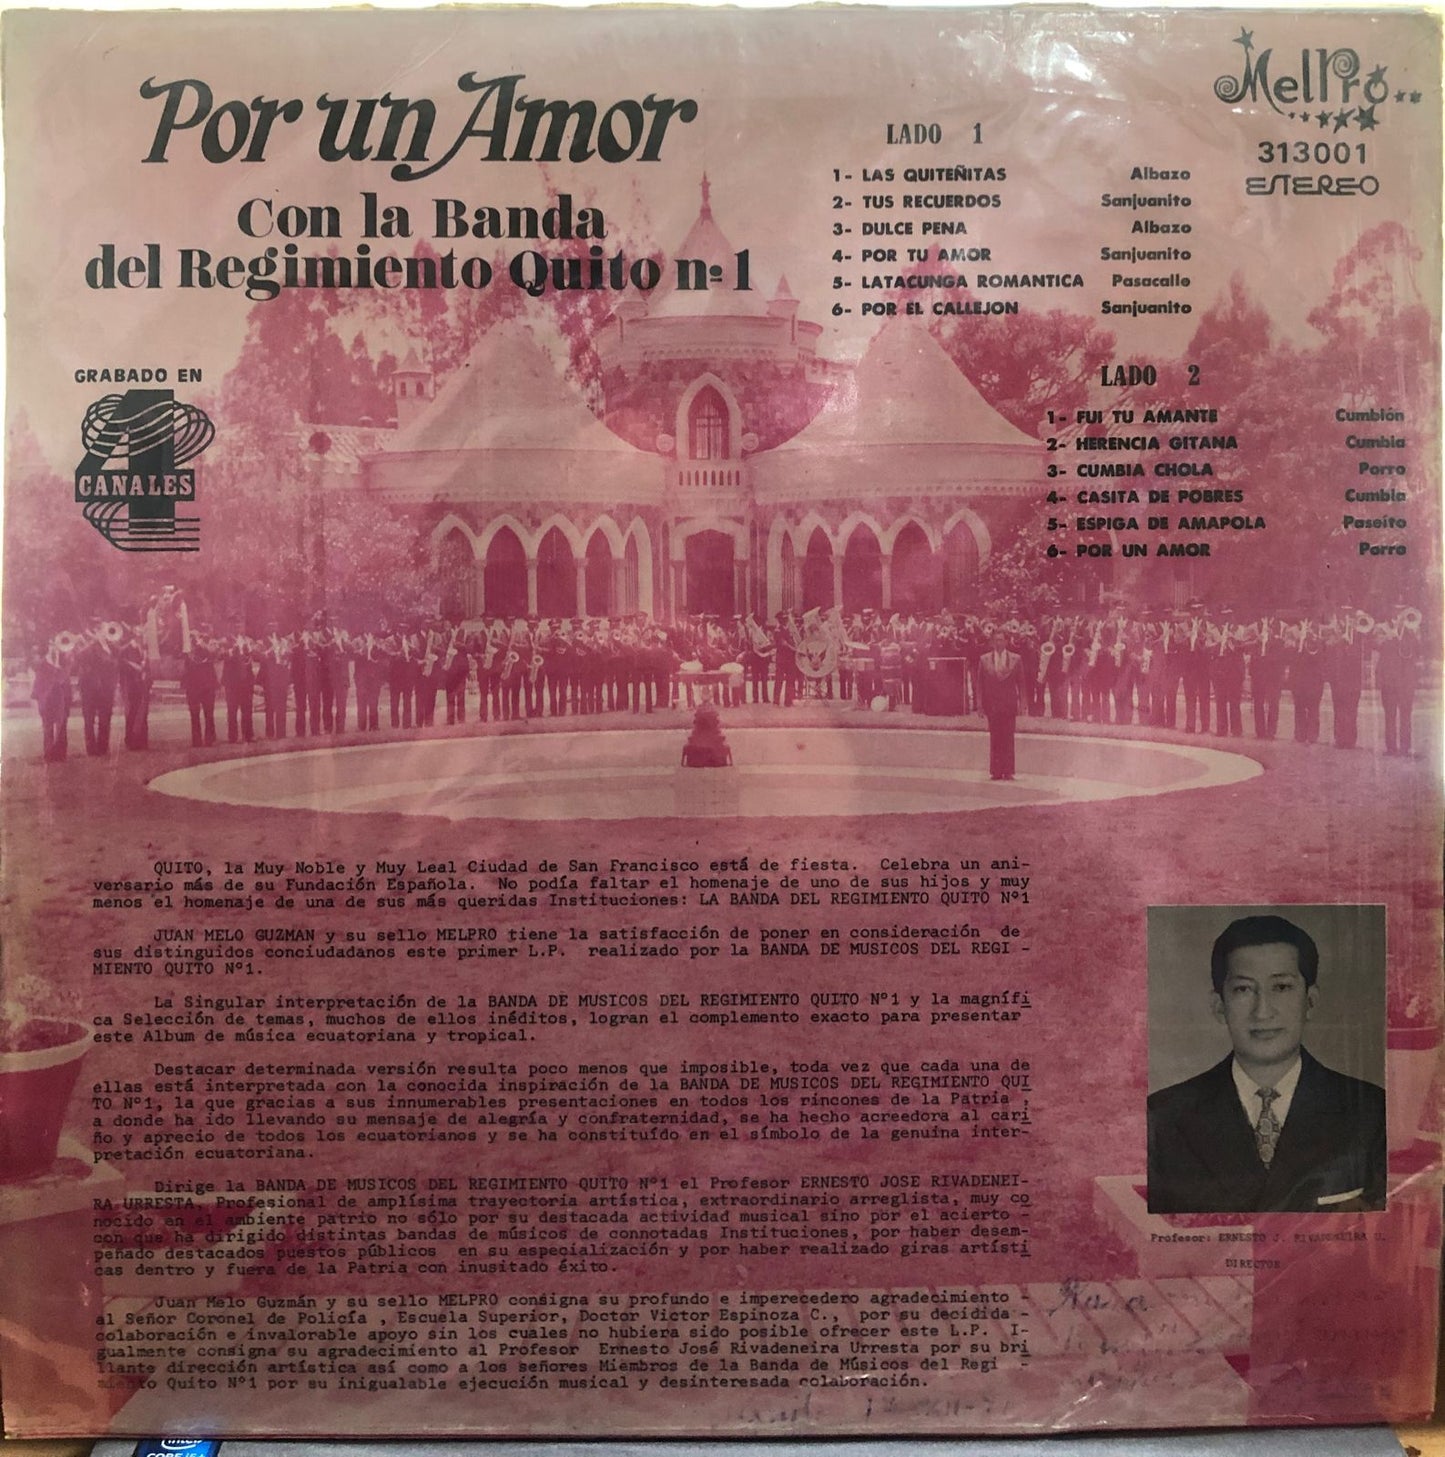 Por un Amor
Con la Banda
del Regimiento Quito nº 1
MelPro
313001
ESTEREO
LADO 1
1- LAS QUITEÑITAS Albazo
2- TUS RECUERDOS Sanjuanito
3- DULCE PENA Albazo
4- POR TU AMOR Sanjuanito
5- LATACUNGA ROMANTICA Pasacalle
6- POR EL CALLEJON Sanjuanito
LADO 2
1- FUI TU AMANTE Cumbión
2- HERENCIA GITANA Cumbia
3- CUMBIA CHOLA Porro
4- CASITA DE POBRES Cumbia
5- ESPIGA DE AMAPOLA Paseíto
6- POR UN AMOR Porro
GRABADO EN
4
CANALES
QUITO, la Muy Noble y Muy Leal Ciudad de San Francisco está de fiesta. Celebra un ani-
versario más de su Fundación Española. No podía faltar el homenaje de uno de sus hijos y muy
menos el homenaje de una de sus más queridas Instituciones: LA BANDA DEL REGIMIENTO QUITO Nº1
JUAN MELO GUZMAN y su sello MELPRO tiene la satisfacción de poner en consideración de
sus distinguidos conciudadanos este primer L.P. realizado por la BANDA DE MUSICOS DEL REGI -
MIENTO QUITO Nº1.
La Singular interpretación de la BANDA DE MUSICOS DEL REGIMIENTO QUITO Nº1 y la magnífi
ca Selección de temas, muchos de ellos inéditos, logran el complemento exacto para presentar
este Album de música ecuatoriana y tropical.
Destacar determinada versión resulta poco menos que imposible, toda vez que cada una de
ellas está interpretada con la conocida inspiración de la BANDA DE MUSICOS DEL REGIMIENTO QUI
TO Nº1, la que gracias a sus innumerables presentaciones en todos los rincones de la Patria ,
a donde ha ido llevando su mensaje de alegría y confraternidad, se ha hecho acreedora al cari
ño y aprecio de todos los ecuatorianos y se ha constituído en el símbolo de la genuina inter-
pretación ecuatoriana.
Dirige la BANDA DE MUSICOS DEL REGIMIENTO QUITO Nº1 el Profesor ERNESTO JOSE RIVADENEI-
RA URRESTA, Profesional de amplísima trayectoria artística, extraordinario arreglista, muy co
nocido en el ambiente patrio no sólo por su destacada actividad musical sino por el acierto -
con que ha dirigido distintas bandas de músicos de connotadas Instituciones, por haber desem-
peñado destacados puestos públicos en su especialización y por haber realizado giras artísti
cas dentro y fuera de la Patria con inusitado éxito.
Juan Melo Guzmán y su sello MELPRO consigna su profundo e imperecedero agradecimiento -
al Señor Coronel de Policía , Escuela Superior, Doctor Victor Espinoza C., por su decidida -
colaboración e invalorable apoyo sin los cuales no hubiera sido posible ofrecer este L.P. I-
gualmente consigna su agradecimiento al Profesor Ernesto José Rivadeneira Urresta por su bri
llante dirección artística así como a los señores Miembros de la Banda de Músicos del Regi -
miento Quito Nº1 por su inigualable ejecución musical y desinteresada colaboración.
Profesor: ERNESTO J. RIVADENEIRA U.
DIRECTOR
intel